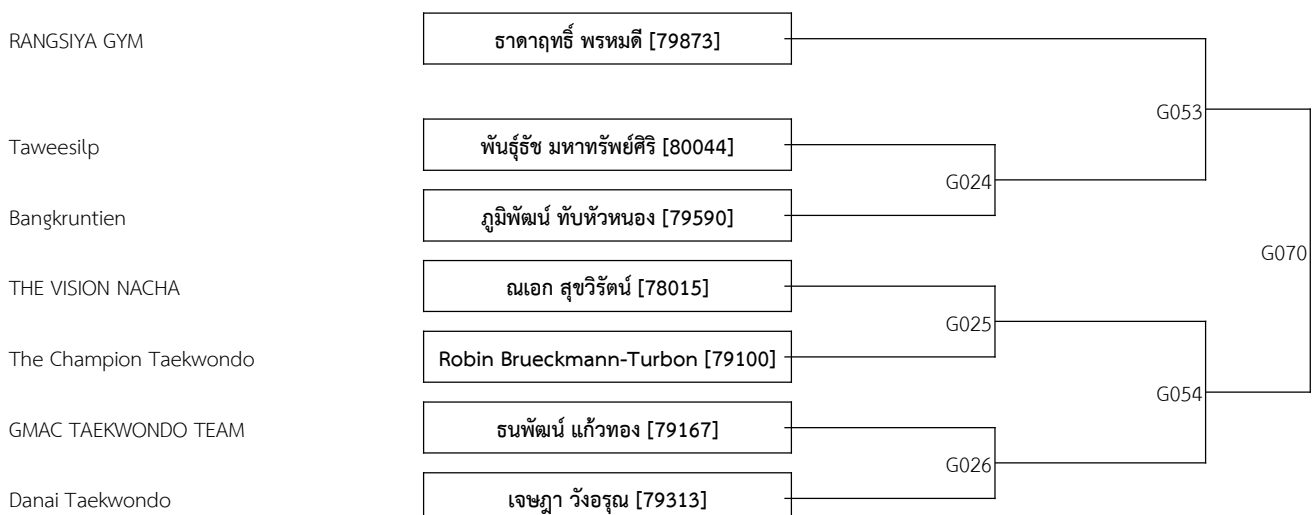 RANGSIYA GYM
ธาดาฤทธิ์ พรหมดี [79873]
G053
Taweesilp
พันธุ์ธัช มหาทรัพย์ศิริ [80044]
G024
Bangkruntien
ภูมิพัฒน์ ทับหัวหนอง [79590]
G070
THE VISION NACHA
ณเอก สุขวิรัตน์ [78015]
G025
The Champion Taekwondo
Robin Brueckmann-Turbon [79100]
G054
GMAC TAEKWONDO TEAM
ธนพัฒน์ แก้วทอง [79167]
G026
Danai Taekwondo
เจษฎา วังอรุณ [79313]